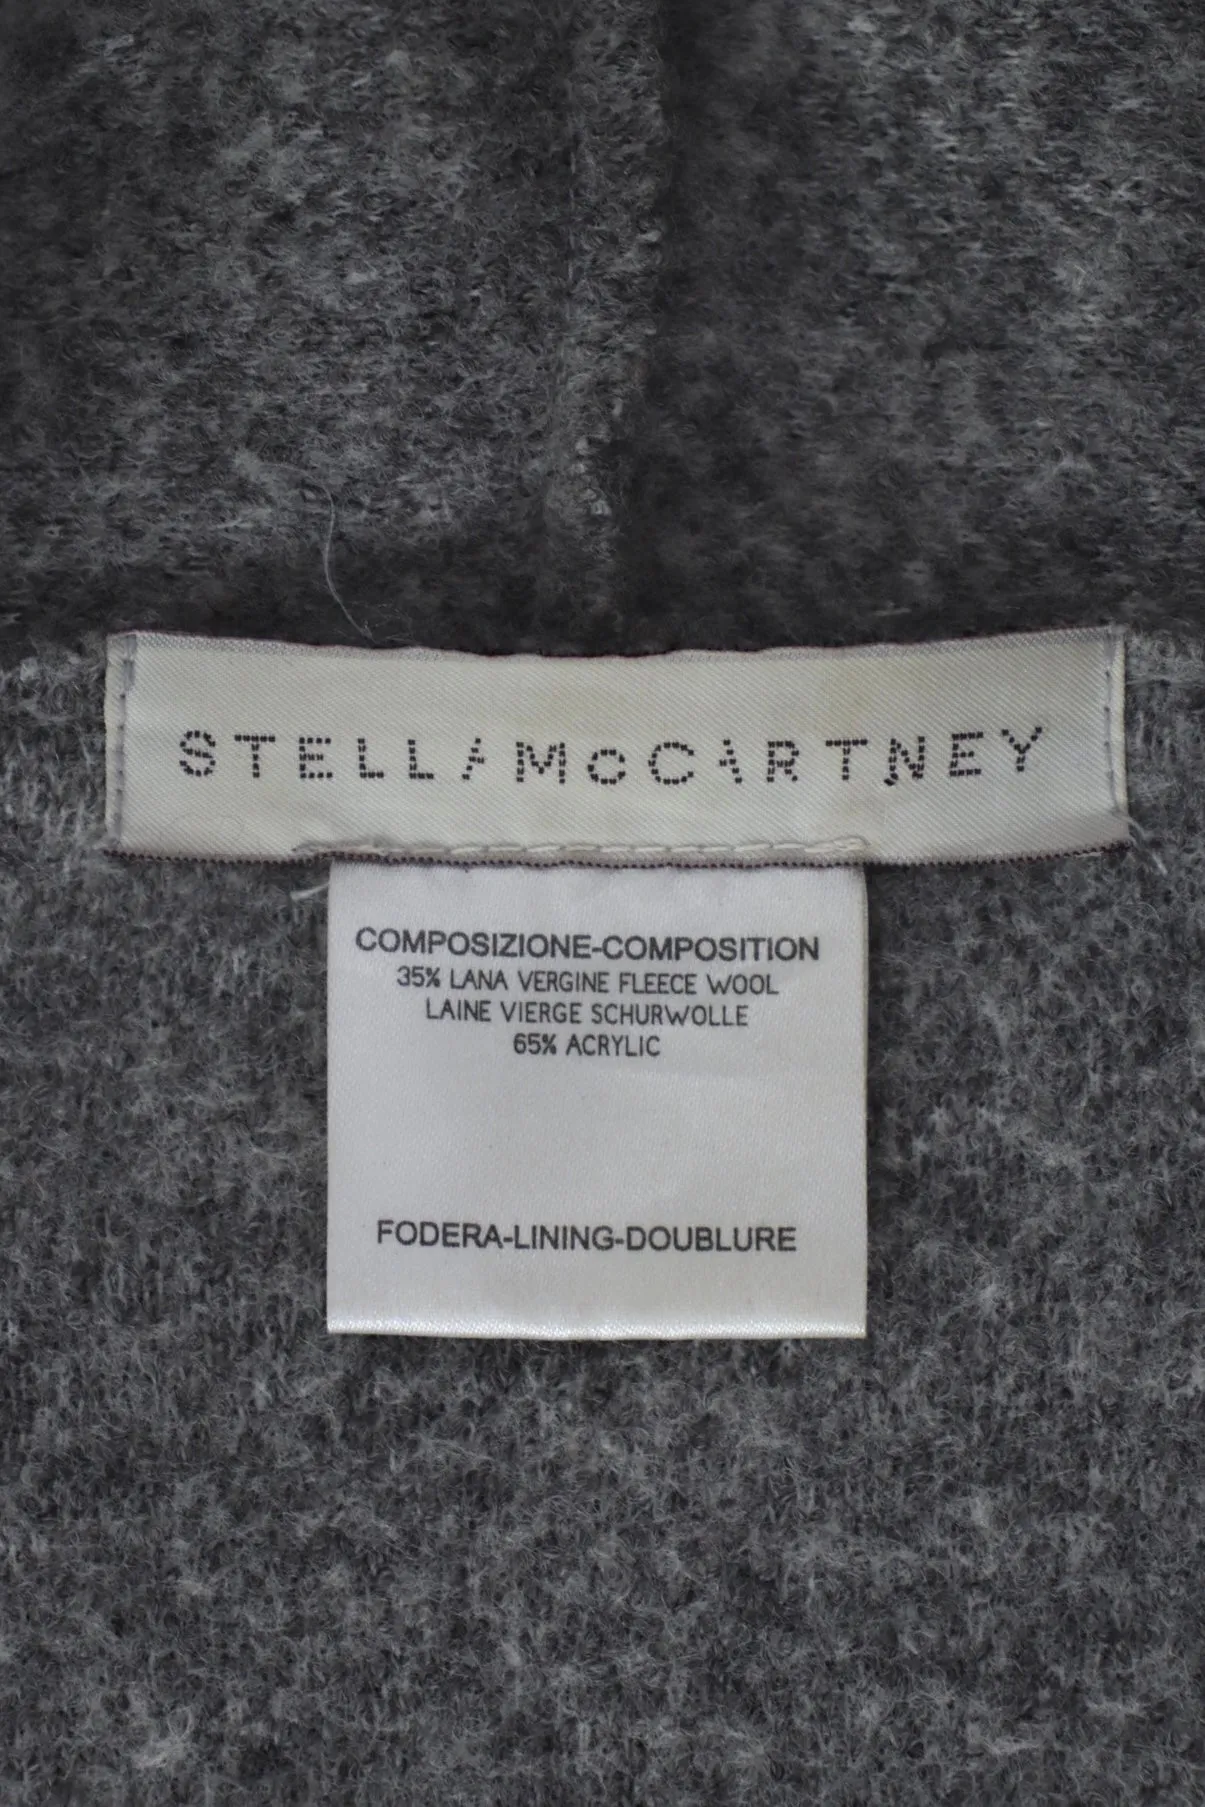 STELLA McCARTNEY
COMPOSIZIONE-COMPOSITION
35% LANA VERGINE FLEECE WOOL
LAINE VIERGE SCHURWOLLE
65% ACRYLIC
FODERA-LINING-DOUBLURE